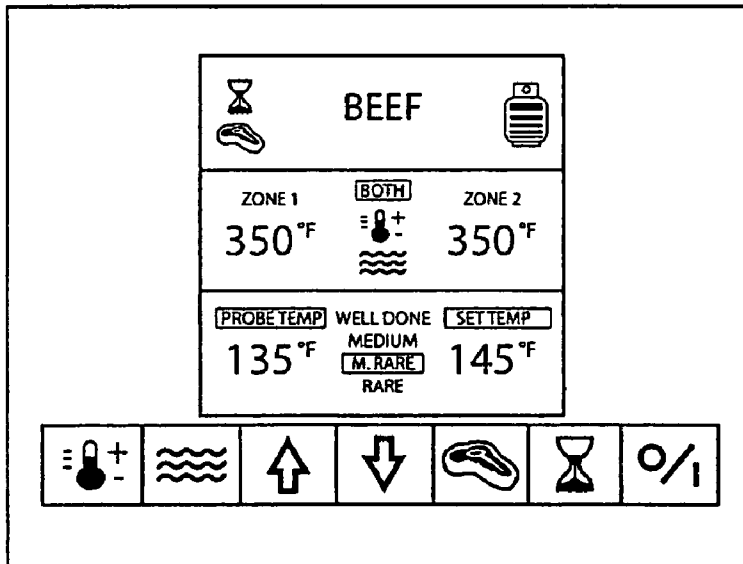 BEEF
ZONE 1 BOTH ZONE 2
350°F 350°F
PROBE TEMP WELL DONE SET TEMP
MEDIUM
135°F M. RARE 145°F
RARE
O/I